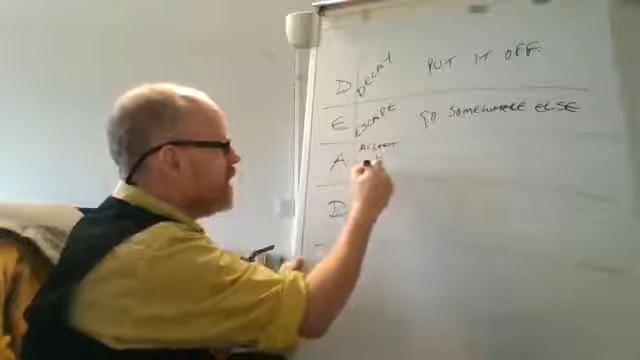 D DELAY PUT IT OFF.
E ESCAPE GO SOMEWHERE ELSE
A ACCEPT
D